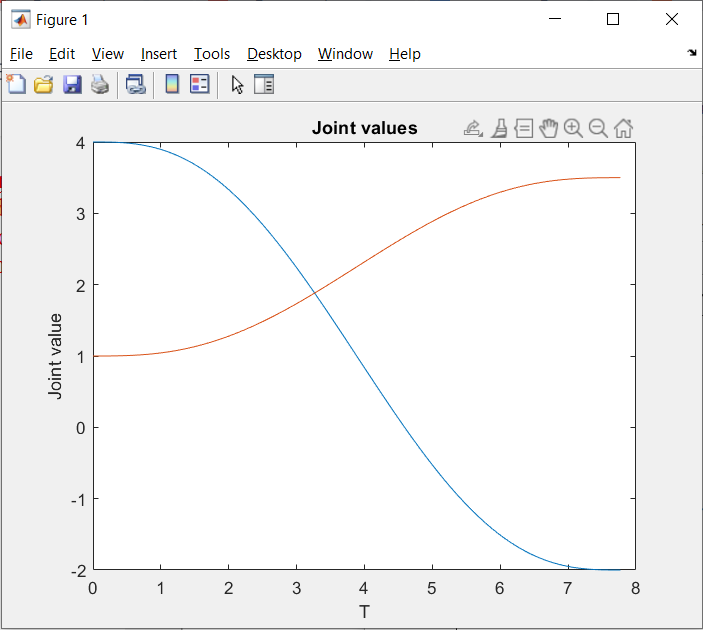 Figure 1
File Edit View Insert Tools Desktop Window Help
Joint values
4
3
2
1
0
-1
-2
Joint value
0 1 2 3 4 5 6 7 8
T